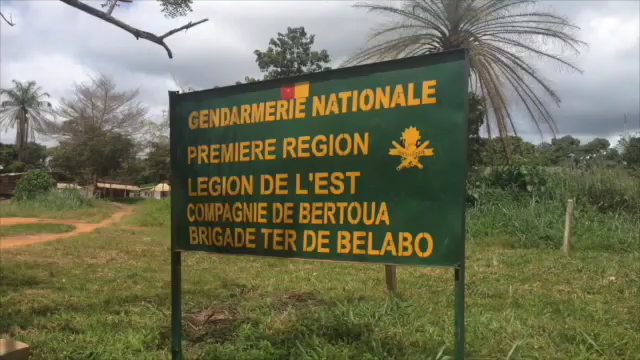 GENDARMERIE NATIONALE
PREMIERE REGION
LEGION DE L'EST
COMPAGNIE DE BERTOUA
BRIGADE TER DE BELABO